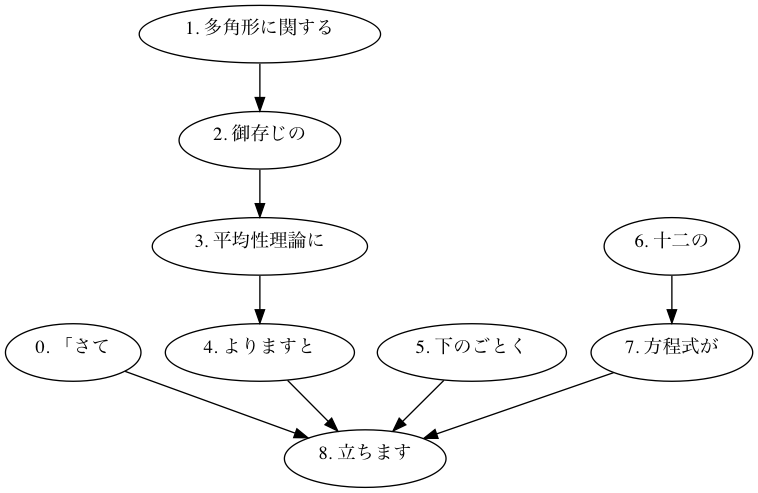 1. 多角形に関する
2. 御存じの
3. 平均性理論に
6. 十二の
0. 「さて
4. よりますと
5. 下のごとく
7. 方程式が
8. 立ちます